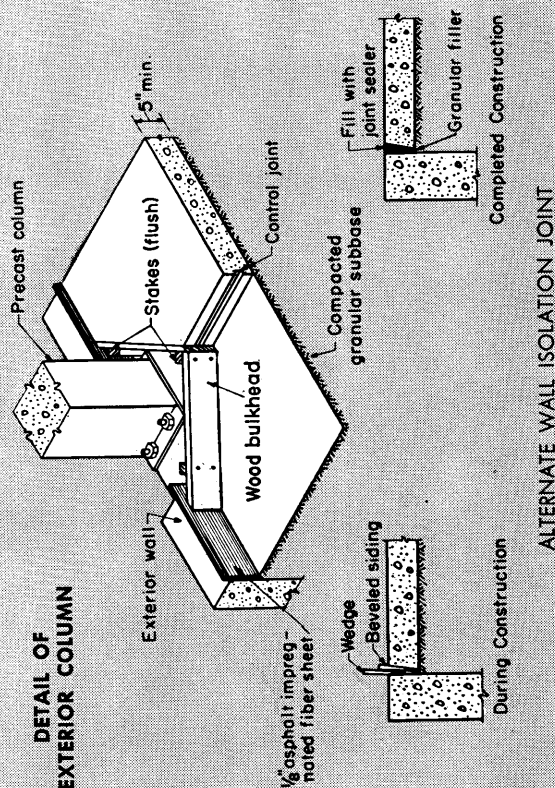 DETAIL OF
EXTERIOR COLUMN
Precast column
5" min.
Stakes (flush)
Exterior wall
Wood bulkhead
Control joint
Compacted
granular subbase
1/8" asphalt impreg-
nated fiber sheet
Wedge
Beveled siding
During Construction
Fill with
joint sealer
Granular filler
Completed Construction
ALTERNATE WALL ISOLATION JOINT